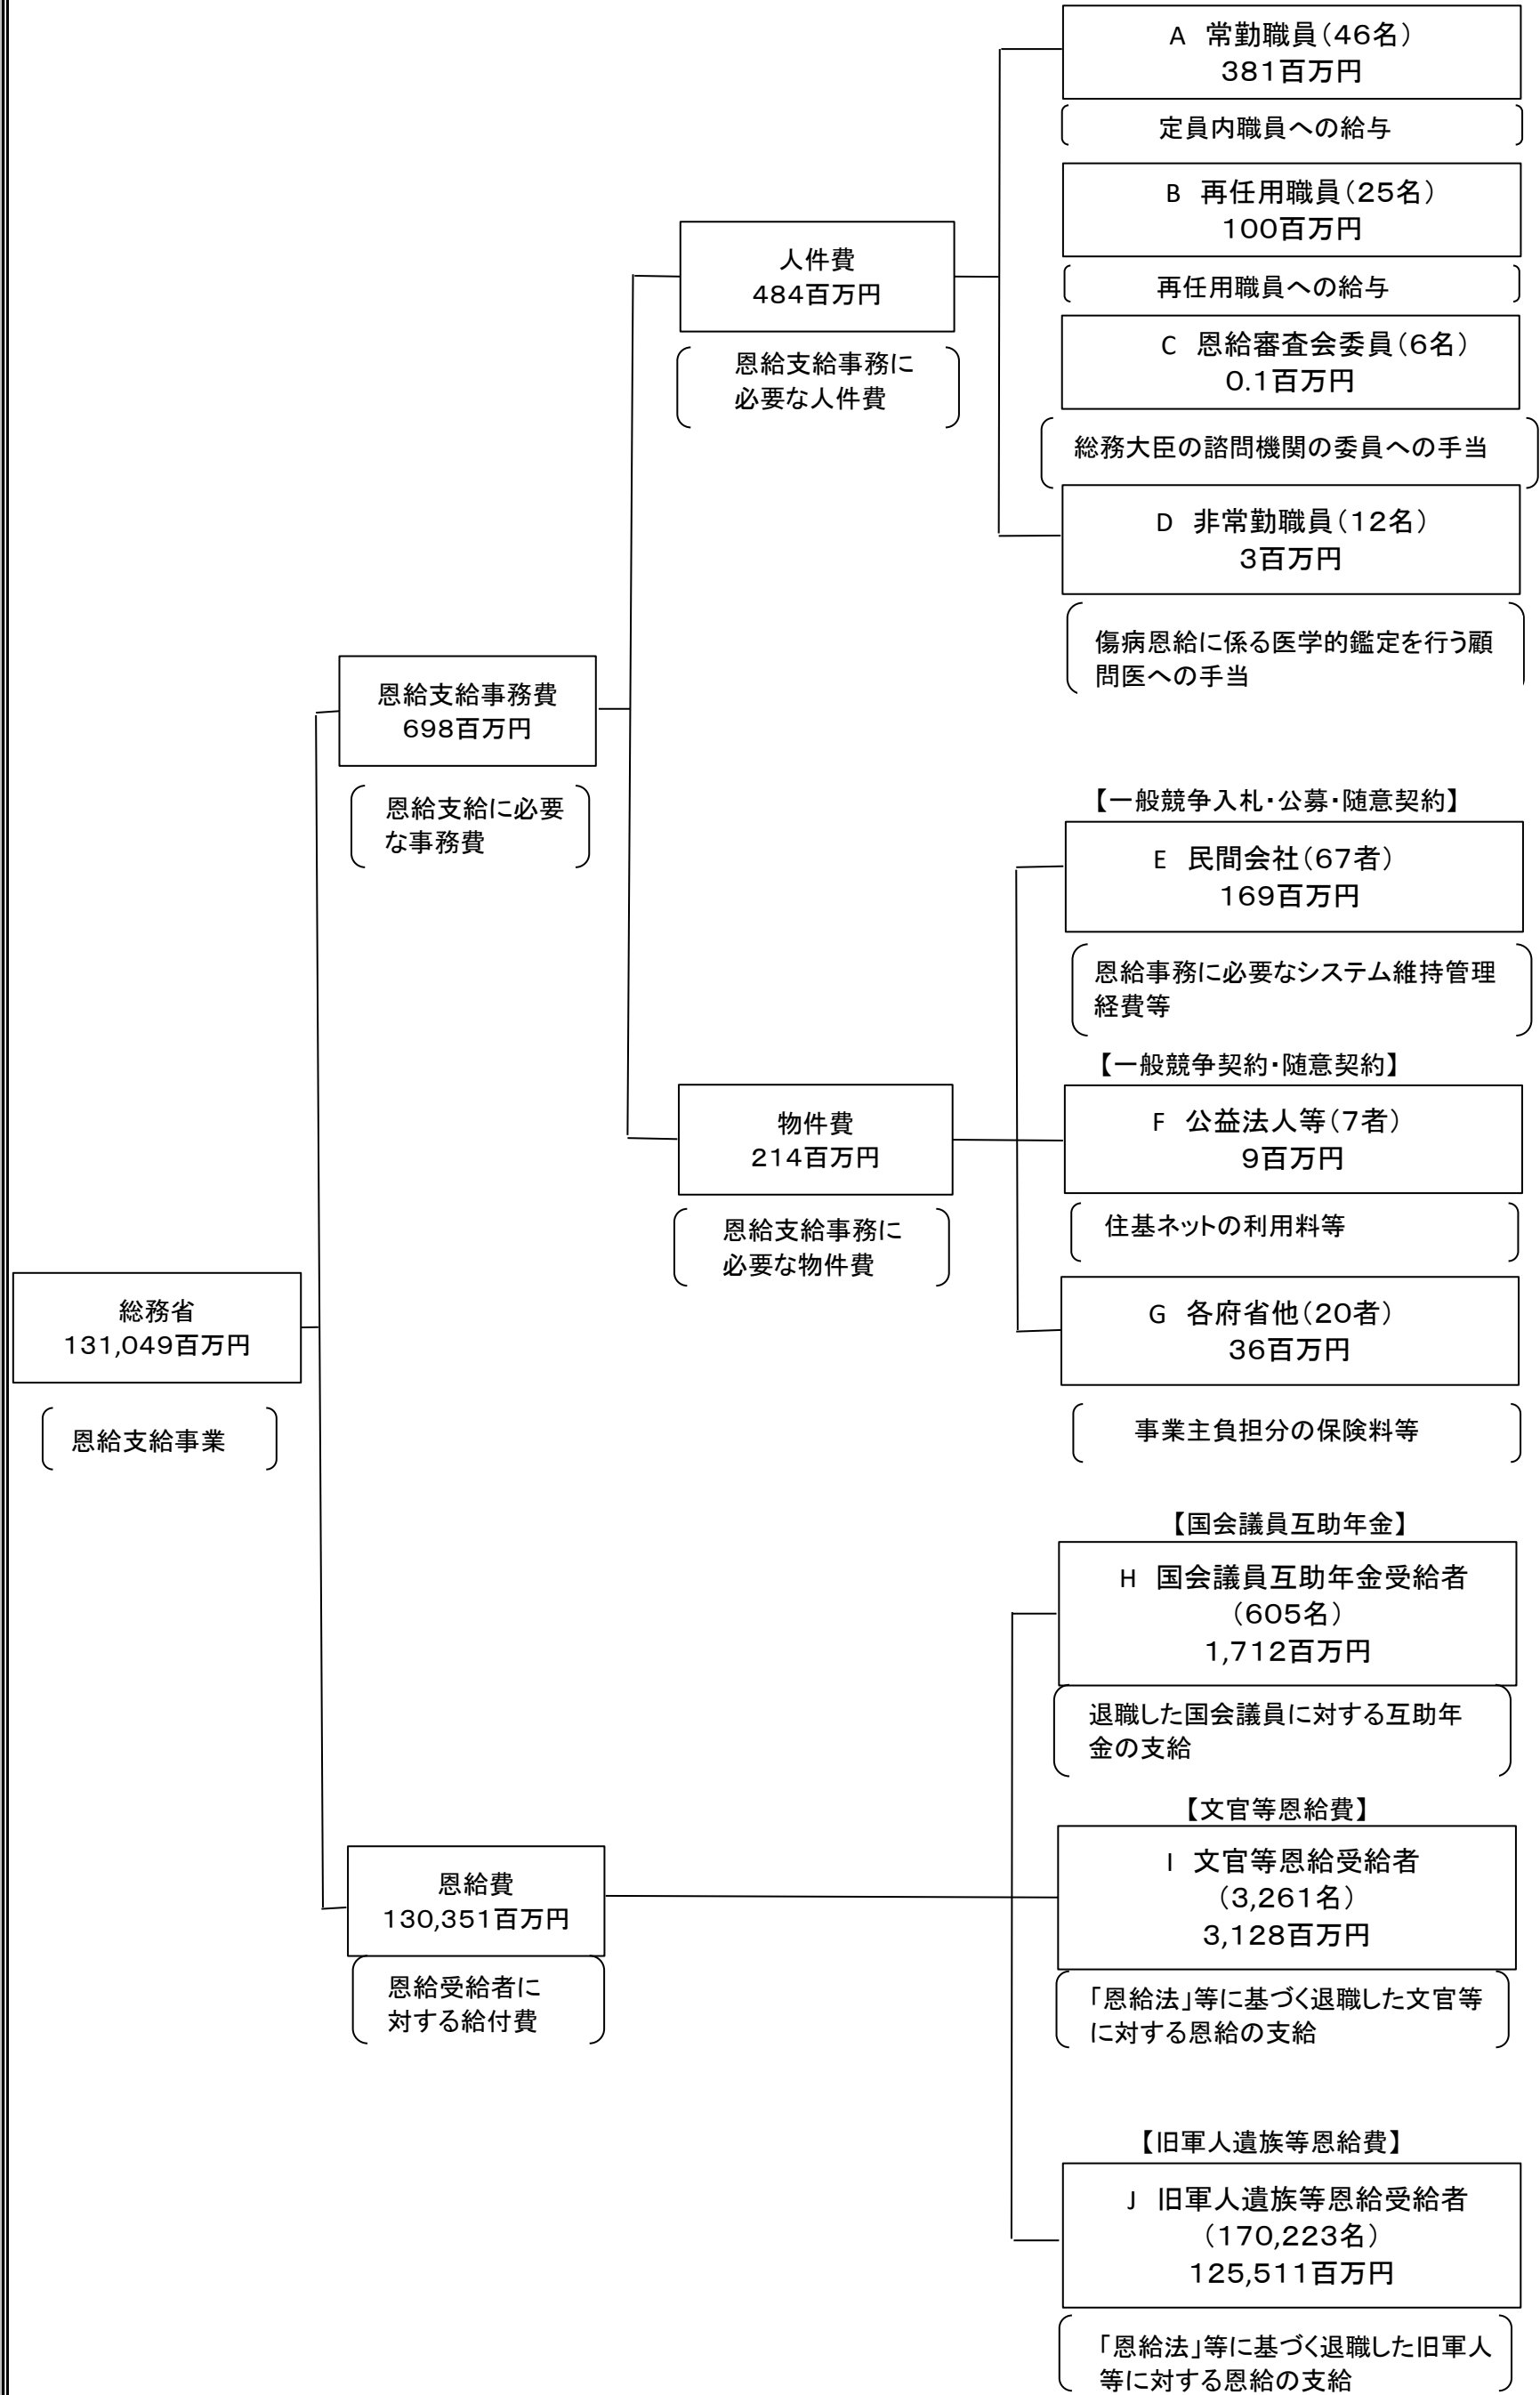 A 常勤職員（46名）
381百万円
定員内職員への給与
B 再任用職員（25名）
100百万円
再任用職員への給与
人件費
484百万円
恩給支給事務に
必要な人件費
C 恩給審査会委員（6名）
0.1百万円
総務大臣の諮問機関の委員への手当
D 非常勤職員（12名）
3百万円
傷病恩給に係る医学的鑑定を行う顧
問医への手当
恩給支給事務費
698百万円
恩給支給に必要
な事務費
【一般競争入札・公募・随意契約】
E 民間会社（67者）
169百万円
恩給事務に必要なシステム維持管理
経費等
【一般競争契約・随意契約】
F 公益法人等（7者）
9百万円
住基ネットの利用料等
物件費
214百万円
恩給支給事務に
必要な物件費
G 各府省他（20者）
36百万円
事業主負担分の保険料等
総務省
131,049百万円
恩給支給事業
【国会議員互助年金】
H 国会議員互助年金受給者
（605名）
1,712百万円
退職した国会議員に対する互助年
金の支給
【文官等恩給費】
I 文官等恩給受給者
（3,261名）
3,128百万円
「恩給法」等に基づく退職した文官等
に対する恩給の支給
恩給費
130,351百万円
恩給受給者に
対する給付費
【旧軍人遺族等恩給費】
J 旧軍人遺族等恩給受給者
（170,223名）
125,511百万円
「恩給法」等に基づく退職した旧軍人
等に対する恩給の支給